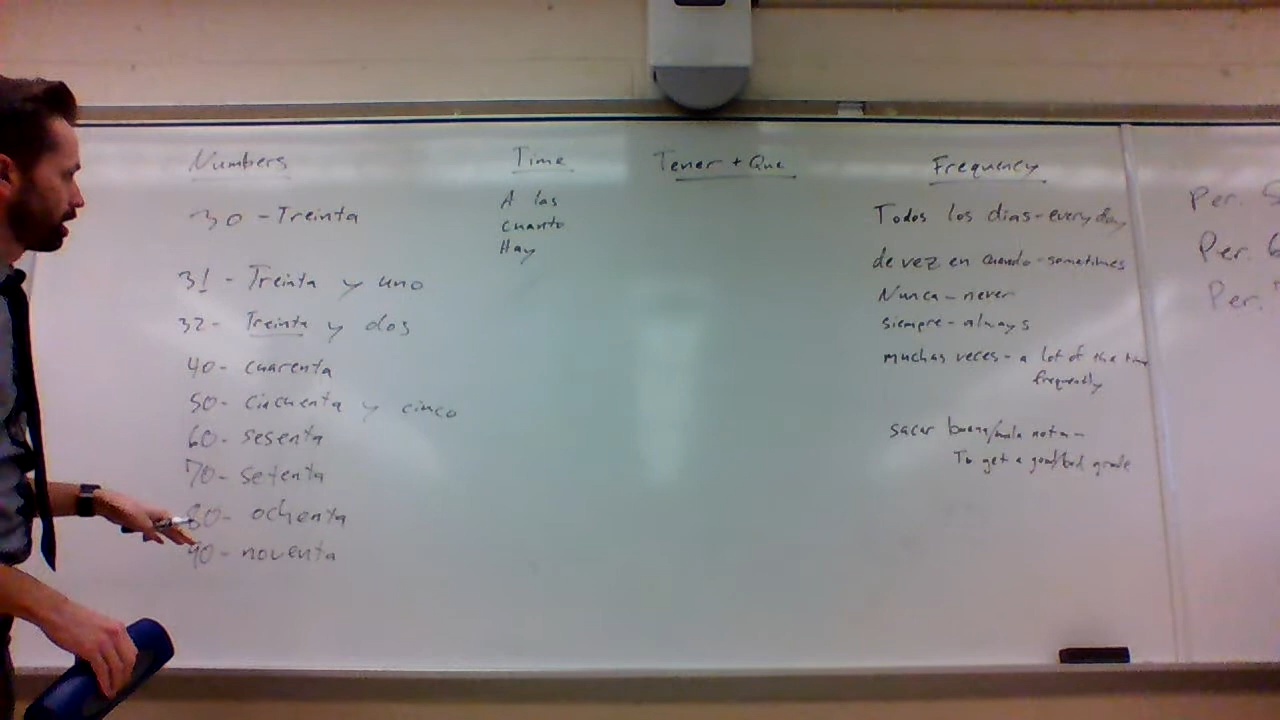 Numbers
30 - Treinta
31 - Treinta y uno
32 - Treinta y dos
40 - cuarenta
50 - cincuenta y cinco
60 - sesenta
70 - setenta
80 - ochenta
90 - noventa
Time
A las
cuanto
Hay
Tener + Que
Frequency
Todos los dias - everyday
de vez en cuando - sometimes
Nunca - never
siempre - always
muchas veces - a lot of the time
frequently
sacar buena/mala nota -
To get a good/bad grade
Per. 5
Per. 6
Per.